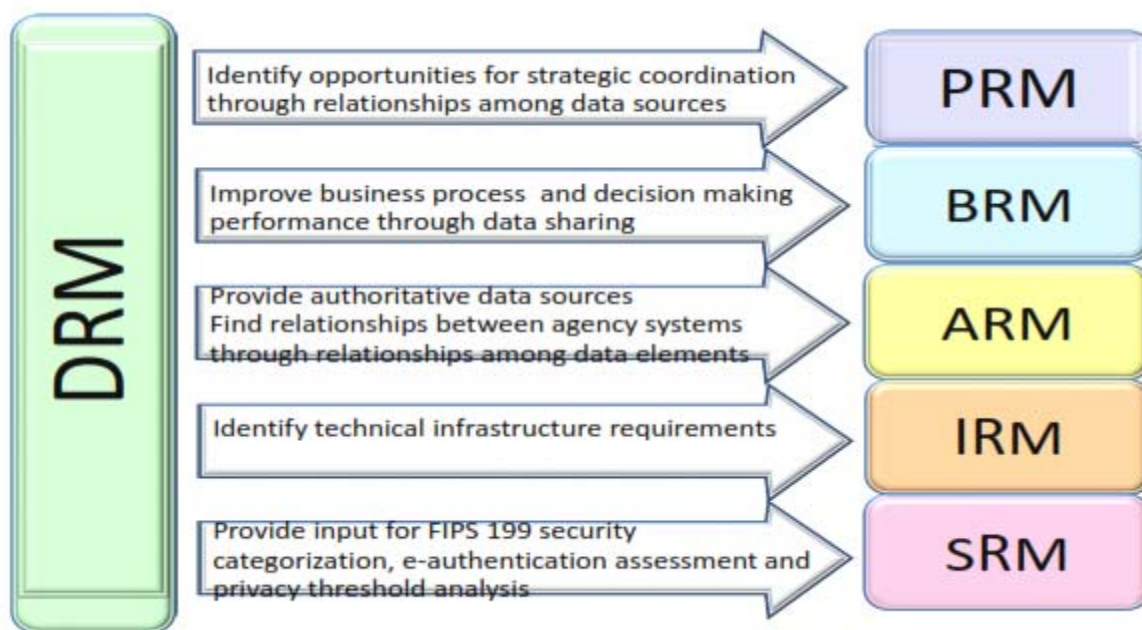 DRM
Identify opportunities for strategic coordination
through relationships among data sources
PRM
Improve business process and decision making
performance through data sharing
BRM
Provide authoritative data sources
Find relationships between agency systems
through relationships among data elements
ARM
Identify technical infrastructure requirements
IRM
Provide input for FIPS 199 security
categorization, e-authentication assessment and
privacy threshold analysis
SRM